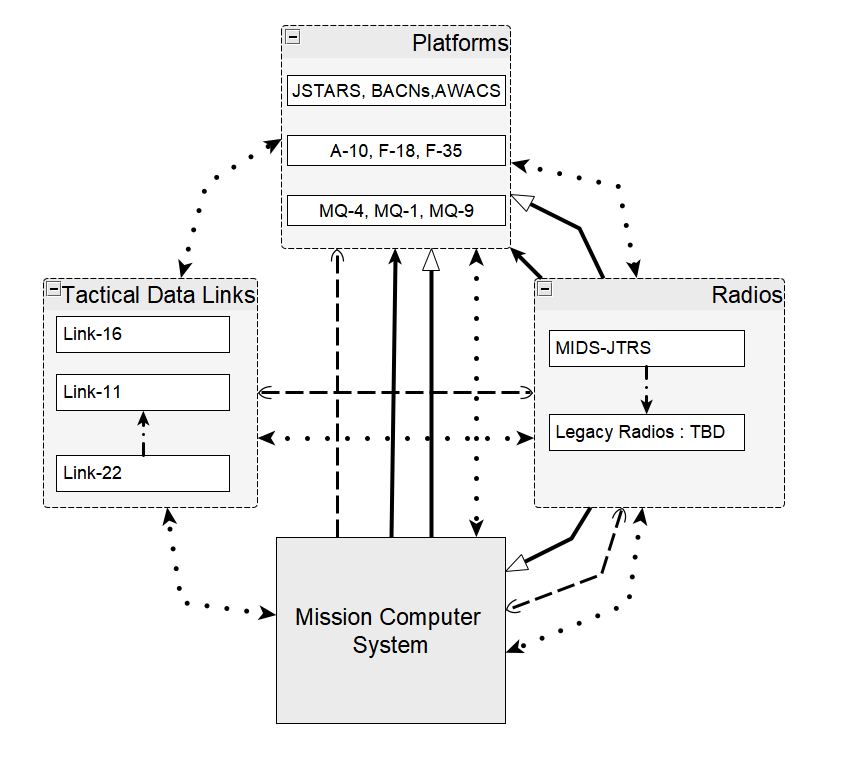 Platforms
JSTARS, BACNs,AWACS
A-10, F-18, F-35
MQ-4, MQ-1, MQ-9
Tactical Data Links
Link-16
Link-11
Link-22
Radios
MIDS-JTRS
Legacy Radios : TBD
Mission Computer
System